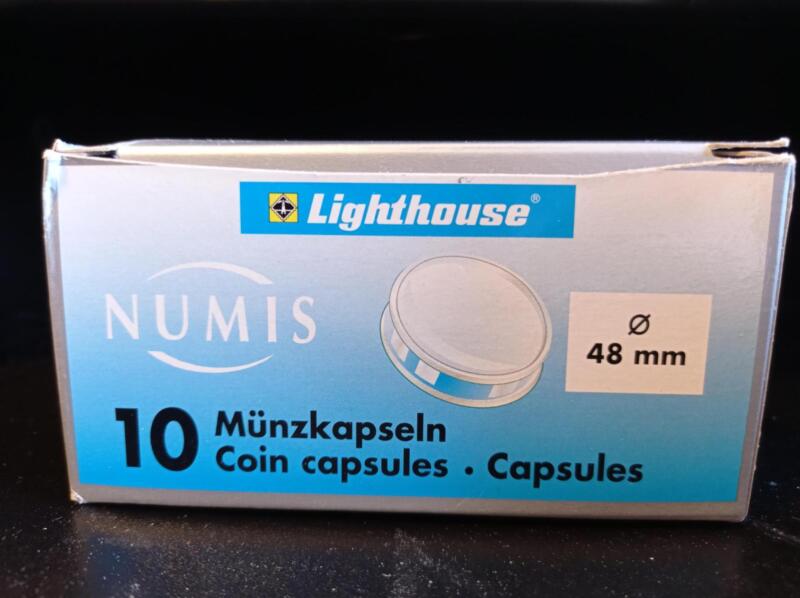 Lighthouse®
NUMIS
Ø
48 mm
10 Münzkapseln
Coin capsules • Capsules